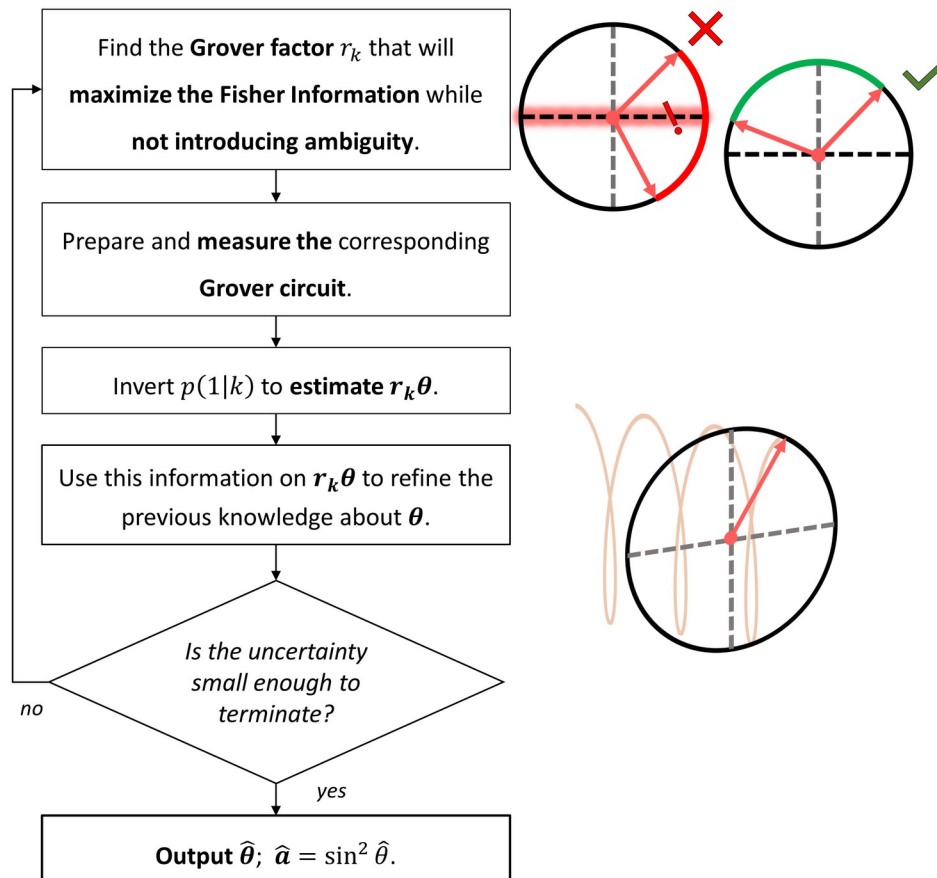 Find the Grover factor r_k that will
maximize the Fisher Information while
not introducing ambiguity.
Prepare and measure the corresponding
Grover circuit.
Invert p(1|k) to estimate r_kθ.
Use this information on r_kθ to refine the
previous knowledge about θ.
Is the uncertainty
small enough to
terminate?
no
yes
Output θ̂; â = sin² θ̂.
!